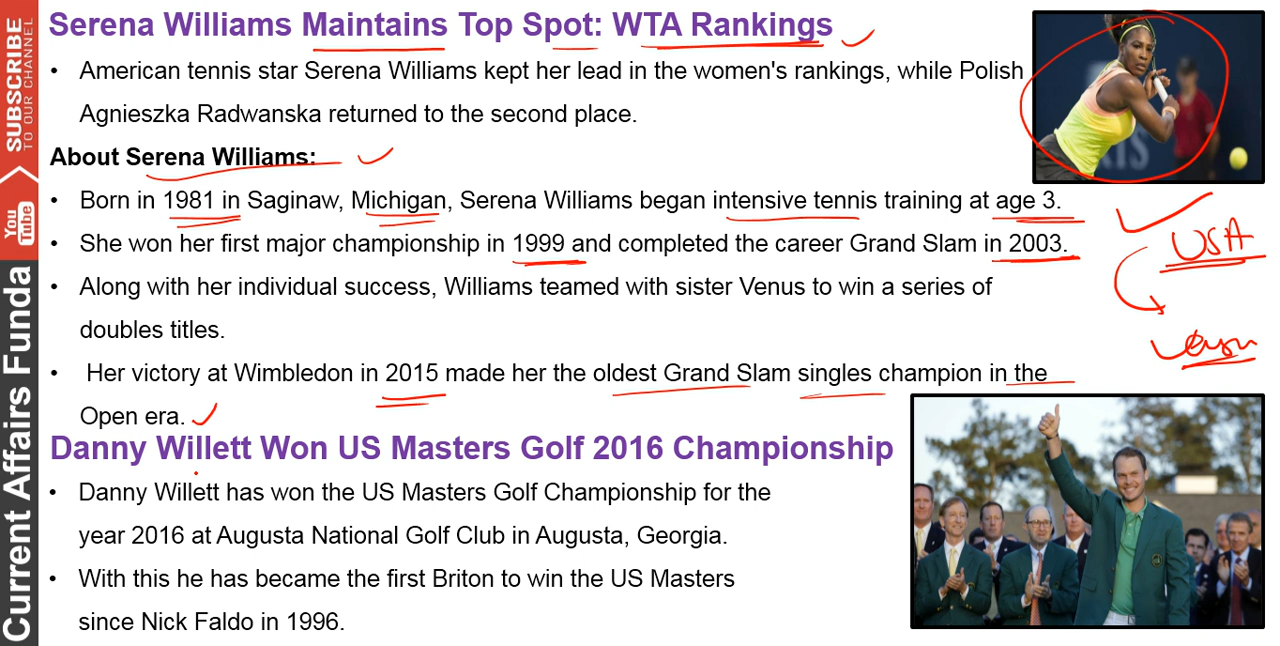 SUBSCRIBE
TO OUR CHANNEL
You Tube
Current Affairs Funda
Serena Williams Maintains Top Spot: WTA Rankings
• American tennis star Serena Williams kept her lead in the women's rankings, while Polish
Agnieszka Radwanska returned to the second place.
About Serena Williams:
• Born in 1981 in Saginaw, Michigan, Serena Williams began intensive tennis training at age 3.
• She won her first major championship in 1999 and completed the career Grand Slam in 2003.
USA
• Along with her individual success, Williams teamed with sister Venus to win a series of
doubles titles.
• Her victory at Wimbledon in 2015 made her the oldest Grand Slam singles champion in the
Open era.
Danny Willett Won US Masters Golf 2016 Championship
• Danny Willett has won the US Masters Golf Championship for the
year 2016 at Augusta National Golf Club in Augusta, Georgia.
• With this he has became the first Briton to win the US Masters
since Nick Faldo in 1996.